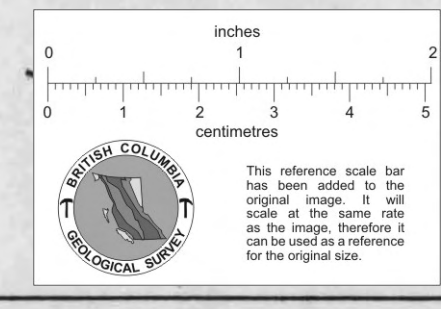 inches
0 1 2
0 1 2 3 4 5
centimetres
BRITISH COLUMBIA
GEOLOGICAL SURVEY
This reference scale bar
has been added to the
original image. It will
scale at the same rate
as the image, therefore it
can be used as a reference
for the original size.